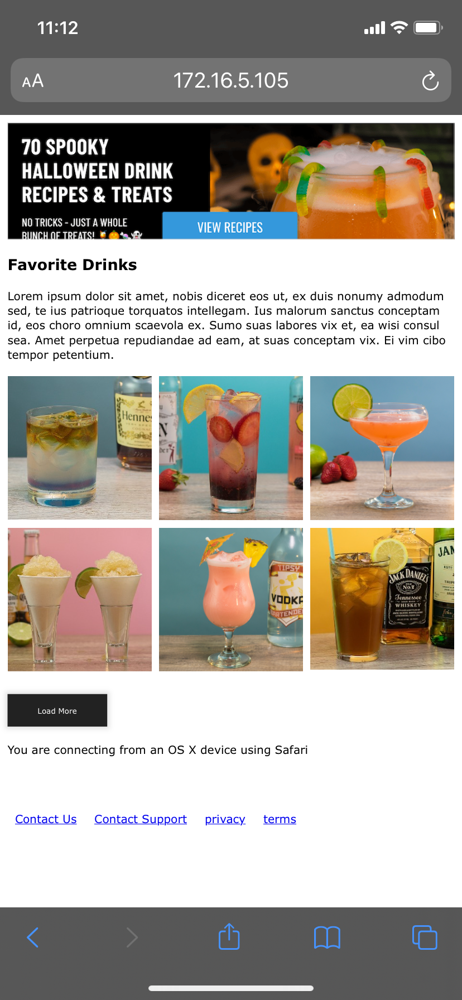 11:12
AA 172.16.5.105
70 SPOOKY
HALLOWEEN DRINK
RECIPES & TREATS
NO TRICKS - JUST A WHOLE
BUNCH OF TREATS! 🍹🎃🍬👻
VIEW RECIPES
Favorite Drinks
Lorem ipsum dolor sit amet, nobis diceret eos ut, ex duis nonumy admodum
sed, te ius patrioque torquatos intellegam. Ius malorum sanctus conceptam
id, eos choro omnium scaevola ex. Sumo suas labores vix et, ea wisi consul
sea. Amet perpetua repudiandae ad eam, at suas conceptam vix. Ei vim cibo
tempor petentium.
Hennes
TIPSY
VODKA
BARTENDER
JACK DANIEL'S
Old
No.7
Tennessee
WHISKEY
JAM
TRIPL
Load More
You are connecting from an OS X device using Safari
Contact Us Contact Support privacy terms